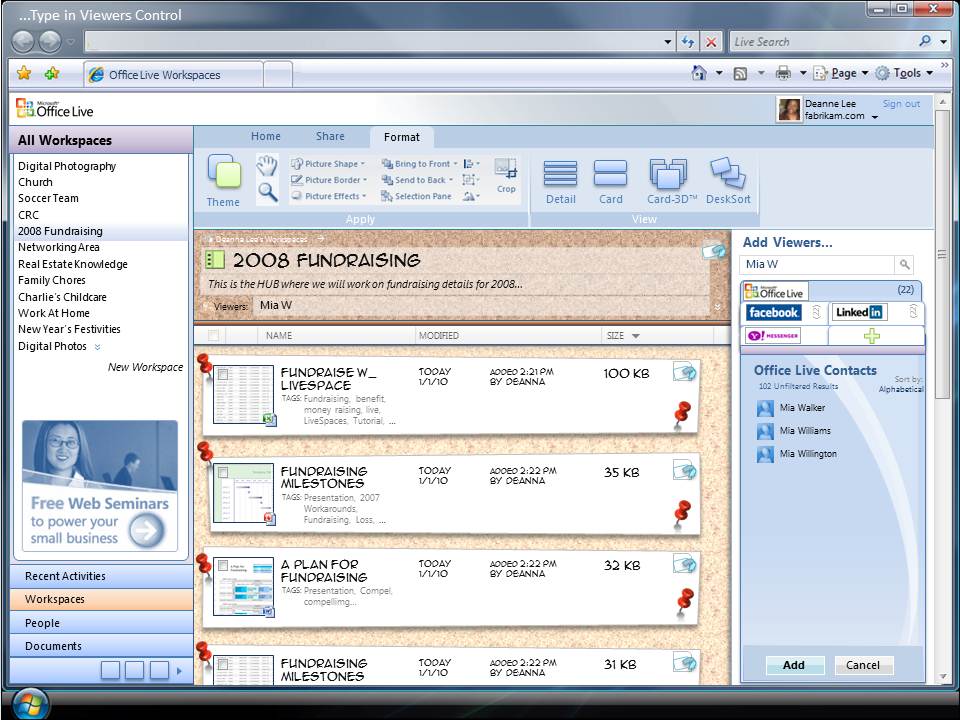 ...Type in Viewers Control
Live Search
Office Live Workspaces
Page
Tools
Microsoft
Office Live
Deanne Lee
fabrikam.com
Sign out
All Workspaces
Digital Photography
Church
Soccer Team
CRC
2008 Fundraising
Networking Area
Real Estate Knowledge
Family Chores
Charlie's Childcare
Work At Home
New Year's Festivities
Digital Photos
New Workspace
Free Web Seminars
to power your
small business
Recent Activities
Workspaces
People
Documents
Home Share Format
Theme
Picture Shape
Picture Border
Picture Effects
Bring to Front
Send to Back
Selection Pane
Crop
Apply
Detail Card Card-3D™ DeskSort
View
Deanna Lee's Workspaces
2008 FUNDRAISING
This is the HUB where we will work on fundraising details for 2008...
Viewers: Mia W
NAME MODIFIED SIZE
FUNDRAISE W_
LIVESPACE
TAGS: Fundraising, benefit,
money raising, live,
LiveSpaces, Tutorial, ...
TODAY
1/1/10
ADDED 2:21 PM
BY DEANNA
100 KB
FUNDRAISING
MILESTONES
TAGS: Presentation, 2007
Workarounds,
Fundraising, Loss, ...
TODAY
1/1/10
ADDED 2:22 PM
BY DEANNA
35 KB
A PLAN FOR
FUNDRAISING
TAGS: Presentation, Compel,
compellimg...
TODAY
1/1/10
ADDED 2:22 PM
BY DEANNA
32 KB
FUNDRAISING
MILESTONES
TODAY
1/1/10
ADDED 2:22 PM
BY DEANNA
31 KB
Add Viewers...
Mia W
Office Live
(22)
facebook.
Linked in
Y! MESSENGER
Office Live Contacts
102 Unfiltered Results
Sort by:
Alphabetical
Mia Walker
Mia Williams
Mia Willington
Add Cancel